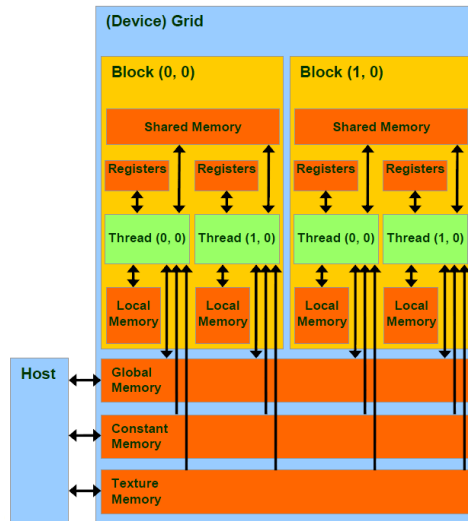 (Device) Grid
Block (0, 0)
Block (1, 0)
Shared Memory
Shared Memory
Registers
Registers
Registers
Registers
Thread (0, 0)
Thread (1, 0)
Thread (0, 0)
Thread (1, 0)
Local
Memory
Local
Memory
Local
Memory
Local
Memory
Host
Global
Memory
Constant
Memory
Texture
Memory